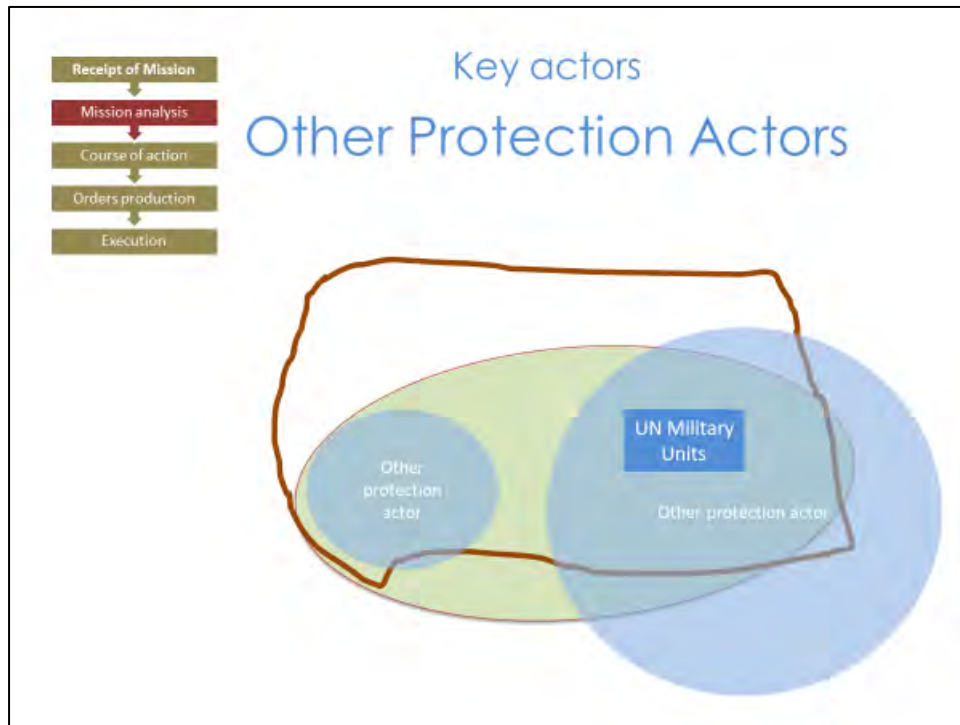 Key actors
Other Protection Actors
Receipt of Mission
Mission analysis
Course of action
Orders production
Execution
UN Military
Units
Other
protection
actor
Other protection actor